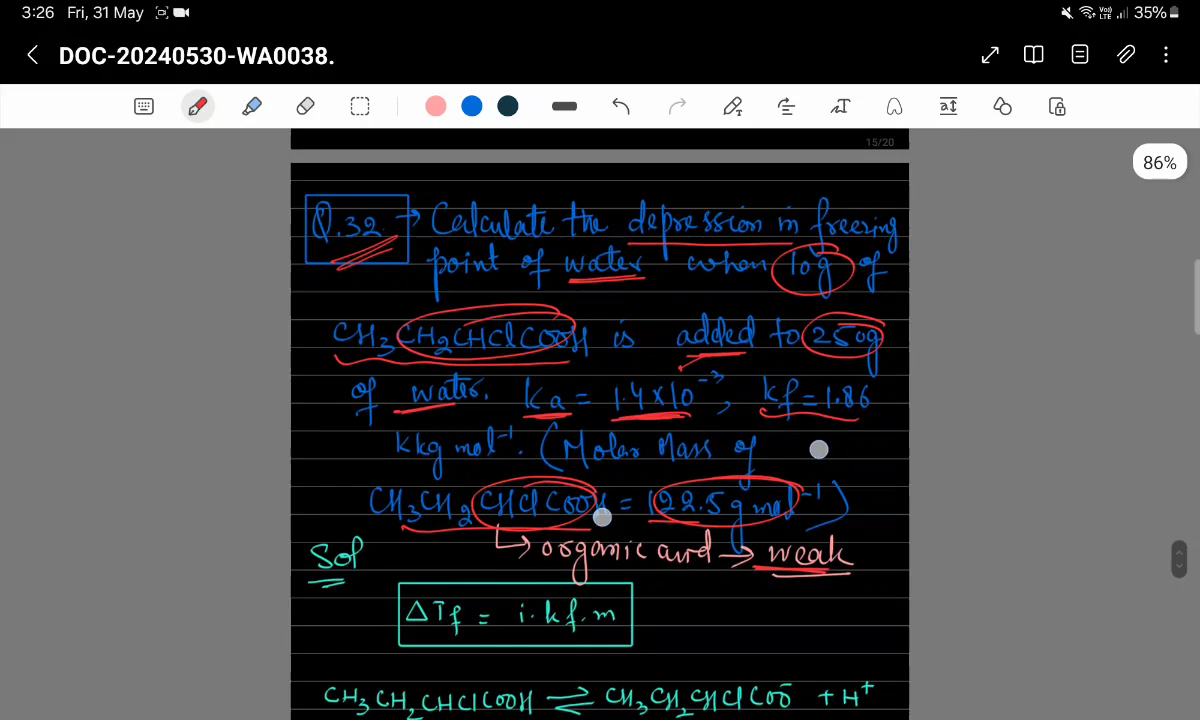 3:26 Fri, 31 May
35%
DOC-20240530-WA0038.
15/20
86%
Q.32 → Calculate the depression in freezing
point of water when 10g of
CH3CH2CHClCOOH is added to 250g
of water. ka = 1.4×10⁻³, kf = 1.86
k kg mol⁻¹. (Molar Mass of
CH3CH2CHClCOOH = 122.5 g mol⁻¹)
↳ organic acid → weak
Sol
ΔTf = i.kf.m
CH3CH2CHClCOOH ⇌ CH3CH2CHClCOO⁻ + H⁺